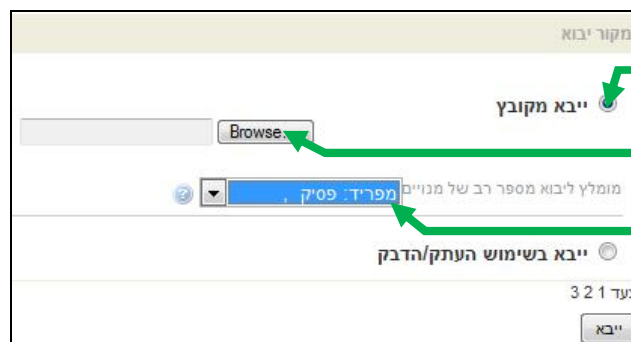 מקור יבוא
ייבא מקובץ
Browse...
מומלץ ליבוא מספר רב של מנויים
מפריד: פסיק ,
ייבא בשימוש העתק/הדבק
צעד 1 2 3
ייבא